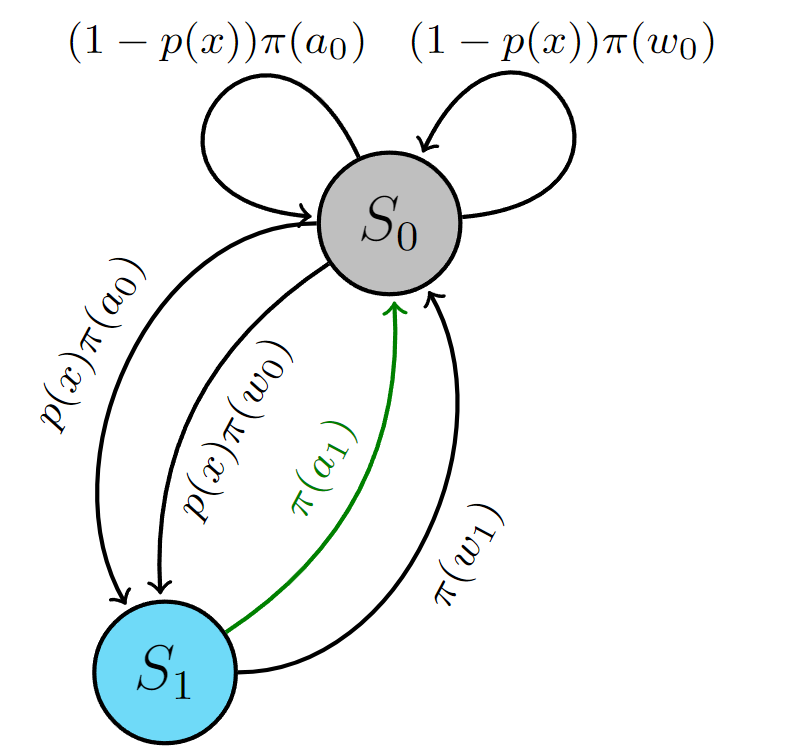 (1 − p(x))π(a₀) (1 − p(x))π(w₀)
S₀
p(x)π(a₀)
p(x)π(w₀)
π(a₁)
π(w₁)
S₁